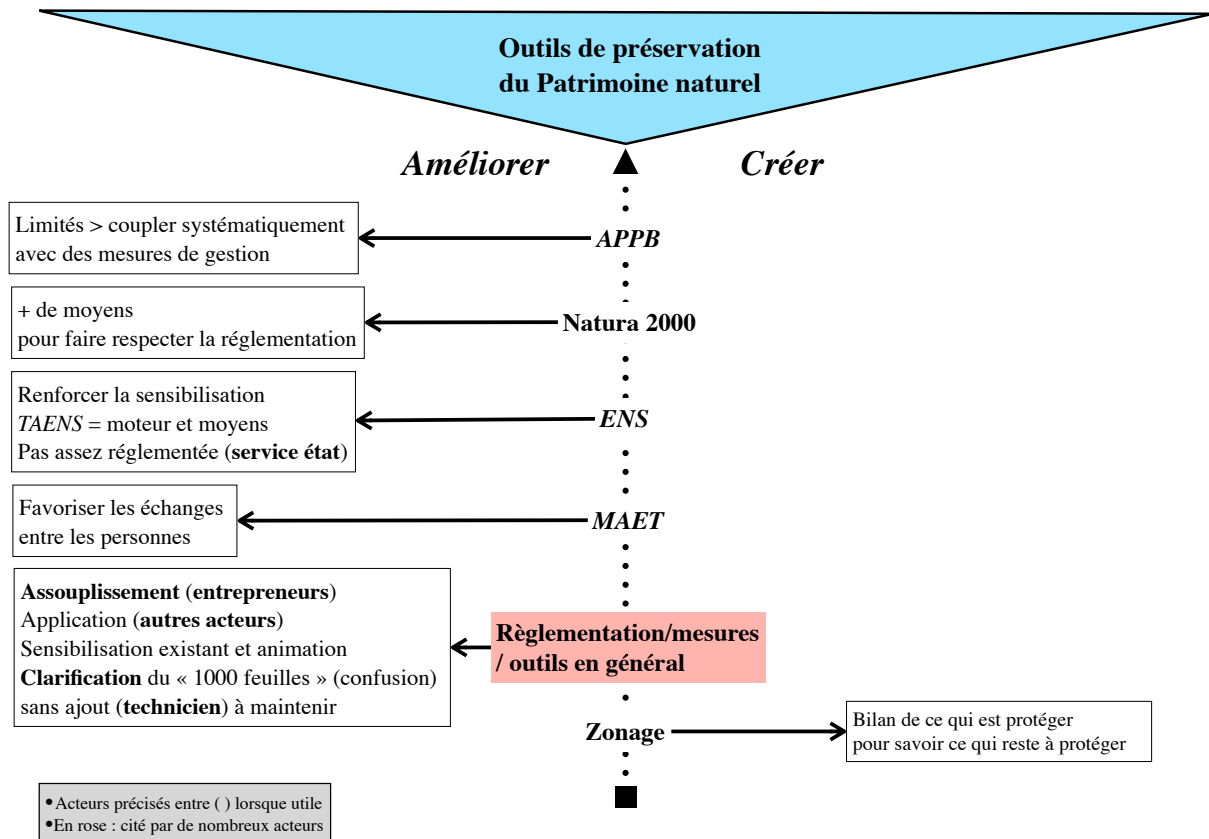 Outils de préservation
du Patrimoine naturel
Améliorer
Créer
Limités > coupler systématiquement
avec des mesures de gestion
APPB
+ de moyens
pour faire respecter la réglementation
Natura 2000
Renforcer la sensibilisation
TAENS = moteur et moyens
Pas assez réglementée (service état)
ENS
Favoriser les échanges
entre les personnes
MAET
Assouplissement (entrepreneurs)
Application (autres acteurs)
Sensibilisation existant et animation
Clarification du « 1000 feuilles » (confusion)
sans ajout (technicien) à maintenir
Règlementation/mesures
/ outils en général
Zonage
Bilan de ce qui est protéger
pour savoir ce qui reste à protéger
• Acteurs précisés entre ( ) lorsque utile
• En rose : cité par de nombreux acteurs